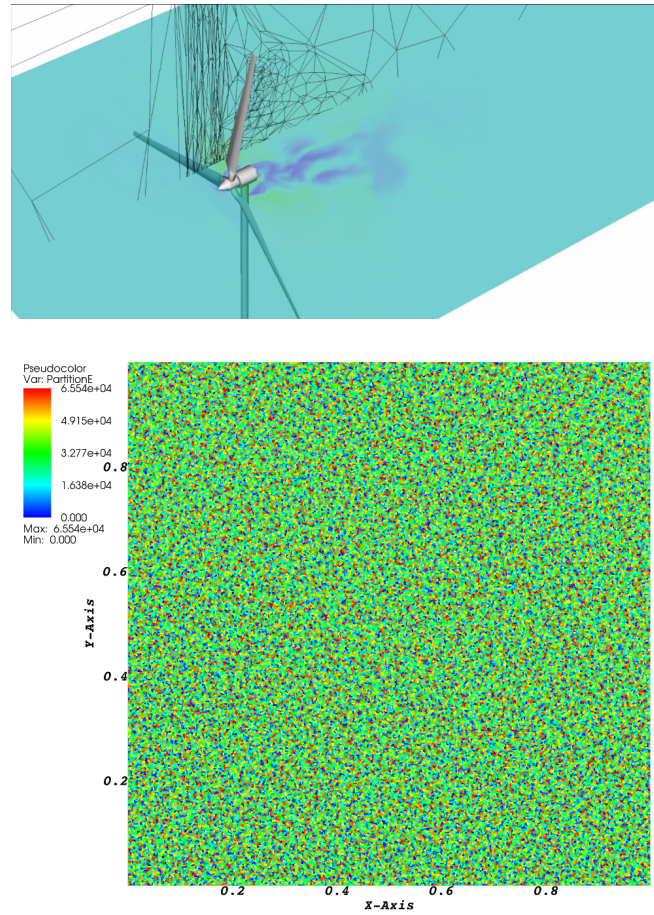 Pseudocolor
Var: PartitionE
6.554e+04
4.915e+04
3.277e+04
1.638e+04
0.000
Max: 6.554e+04
Min: 0.000
0.8
0.6
Y-Axis
0.4
0.2
0.2 0.4 0.6 0.8
X-Axis